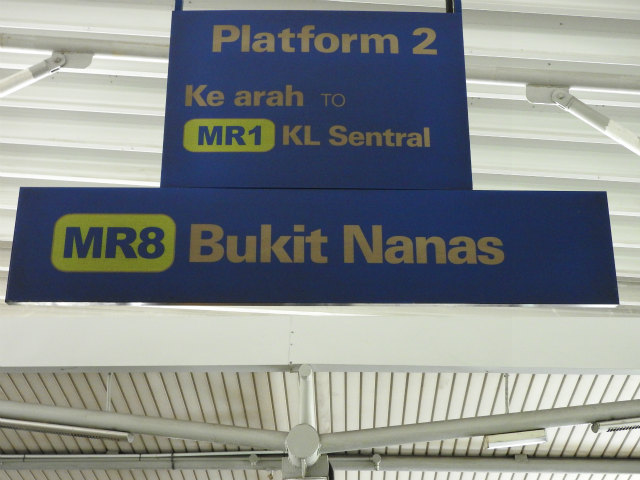 Platform 2
Ke arah TO
MR1 KL Sentral
MR8 Bukit Nanas